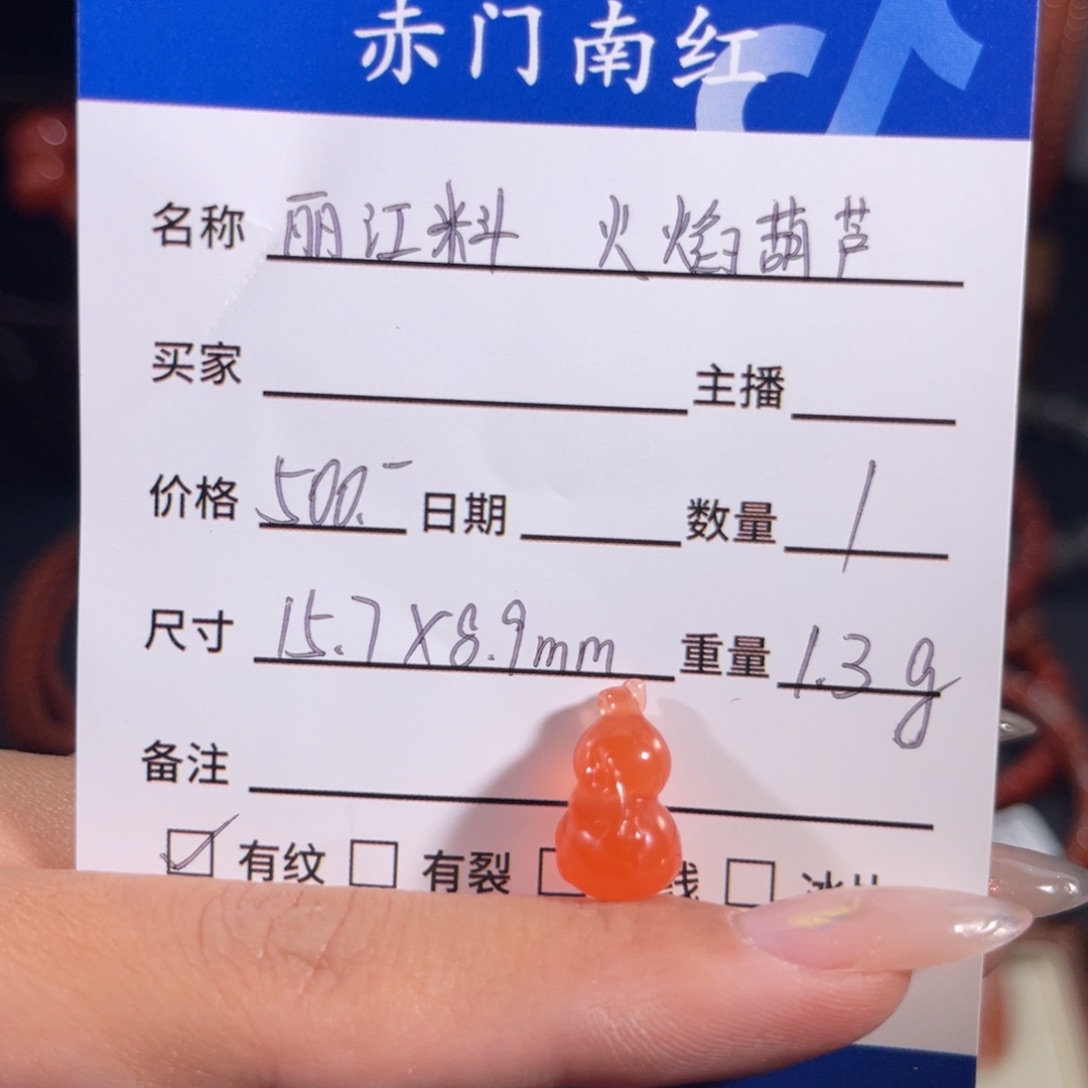 赤门南红
名称 丽江料 火焰葫芦
买家 主播
价格 500.- 日期 数量 1
尺寸 15.7X8.9mm 重量 1.3g
备注
有纹 有裂